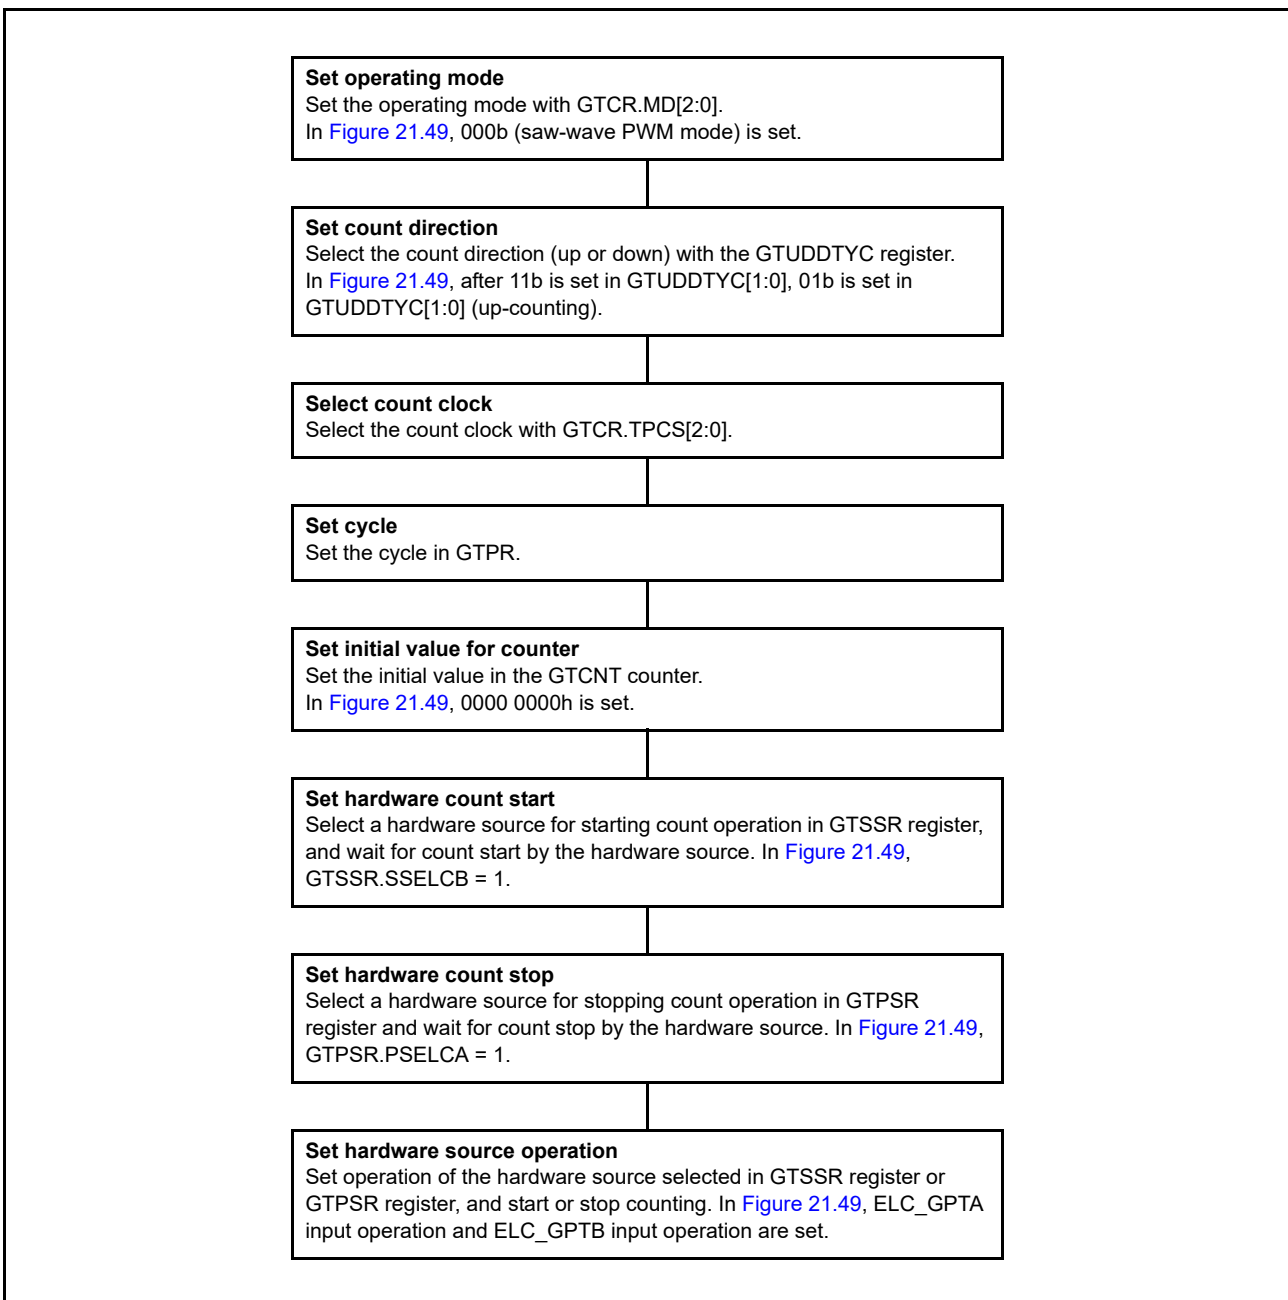 Set operating mode
Set the operating mode with GTCR.MD[2:0].
In Figure 21.49, 000b (saw-wave PWM mode) is set.
Set count direction
Select the count direction (up or down) with the GTUDDTYC register.
In Figure 21.49, after 11b is set in GTUDDTYC[1:0], 01b is set in
GTUDDTYC[1:0] (up-counting).
Select count clock
Select the count clock with GTCR.TPCS[2:0].
Set cycle
Set the cycle in GTPR.
Set initial value for counter
Set the initial value in the GTCNT counter.
In Figure 21.49, 0000 0000h is set.
Set hardware count start
Select a hardware source for starting count operation in GTSSR register,
and wait for count start by the hardware source. In Figure 21.49,
GTSSR.SSELCB = 1.
Set hardware count stop
Select a hardware source for stopping count operation in GTPSR
register and wait for count stop by the hardware source. In Figure 21.49,
GTPSR.PSELCA = 1.
Set hardware source operation
Set operation of the hardware source selected in GTSSR register or
GTPSR register, and start or stop counting. In Figure 21.49, ELC_GPTA
input operation and ELC_GPTB input operation are set.